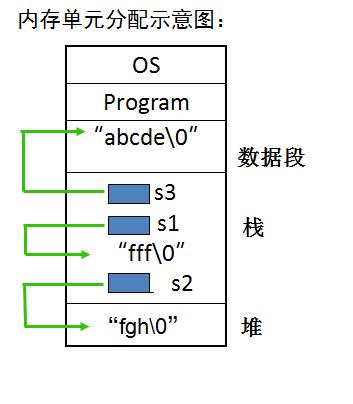 内存单元分配示意图：
OS
Program
“abcde\0”
数据段
s3
s1
栈
“fff\0”
s2
“fgh\0”
堆